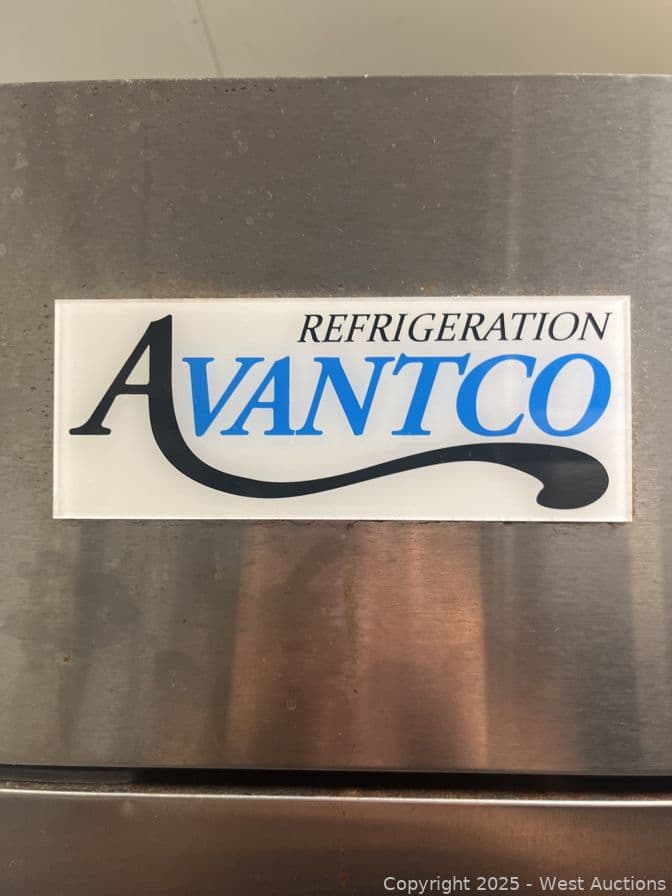 REFRIGERATION
AVANTCO
Copyright 2025 - West Auctions